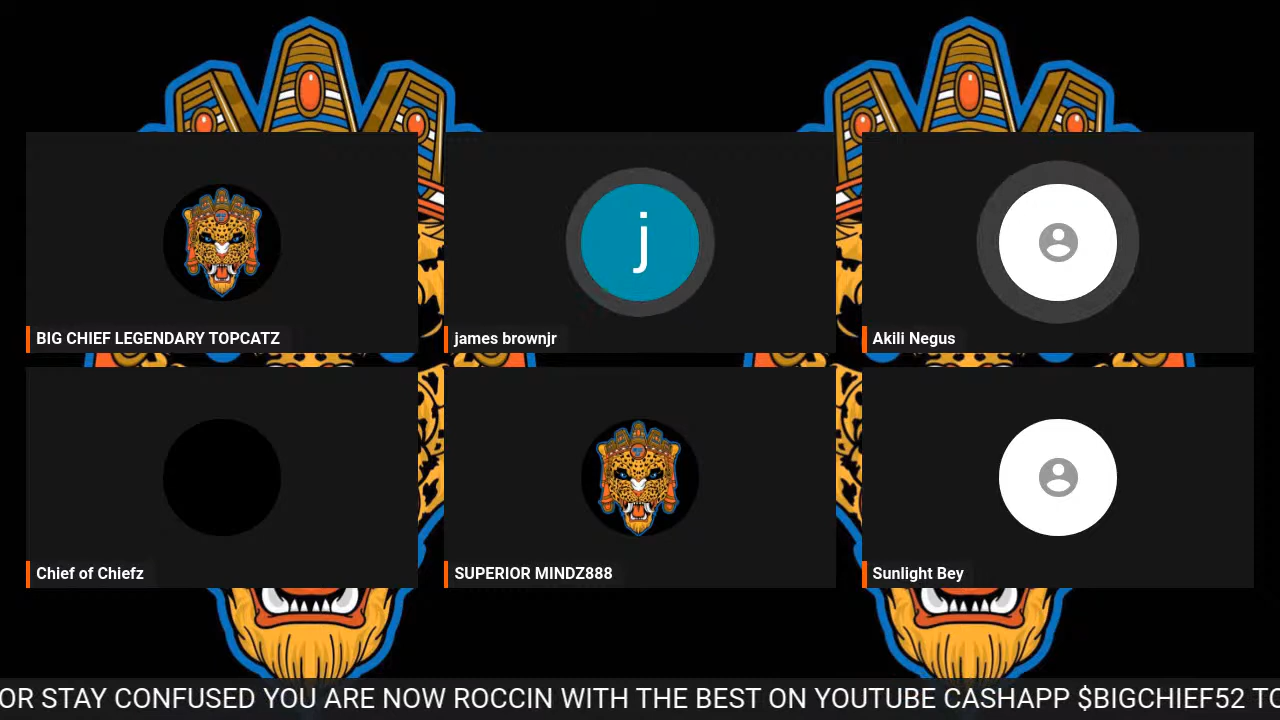 j
BIG CHIEF LEGENDARY TOPCATZ
james brownjr
Akili Negus
Chief of Chiefz
SUPERIOR MINDZ888
Sunlight Bey
OR STAY CONFUSED YOU ARE NOW ROCCIN WITH THE BEST ON YOUTUBE CASHAPP $BIGCHIEF52 TO